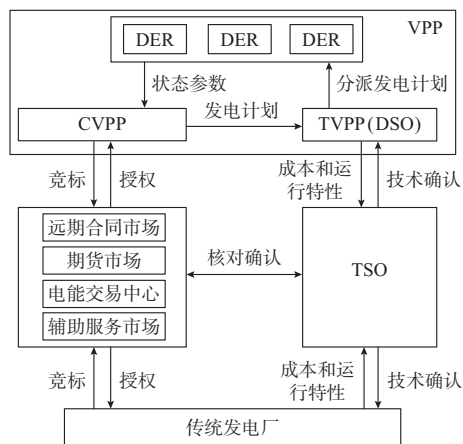 VPP
DER
DER
DER
状态参数
分派发电计划
CVPP
发电计划
TVPP(DSO)
竞标
授权
成本和运
行特性
技术确认
远期合同市场
期货市场
电能交易中心
辅助服务市场
核对确认
TSO
竞标
授权
成本和运
行特性
技术确认
传统发电厂